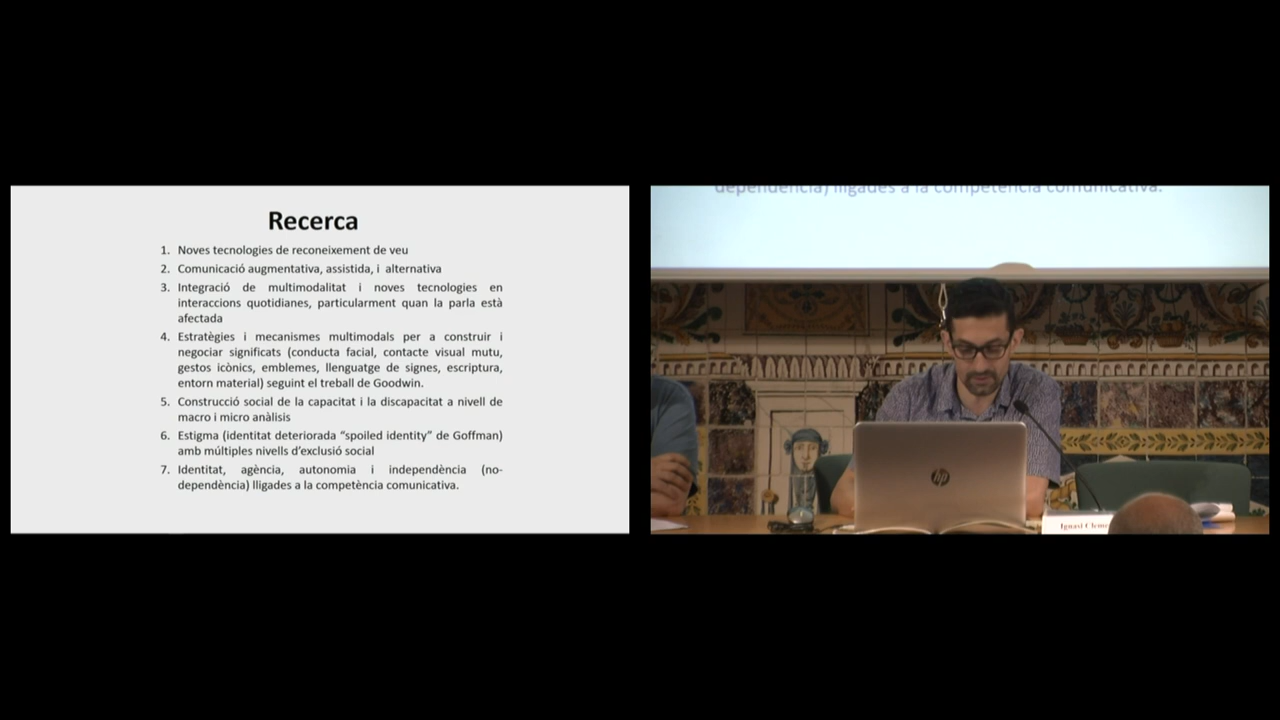 Recerca
1. Noves tecnologies de reconeixement de veu
2. Comunicació augmentativa, assistida, i alternativa
3. Integració de multimodalitat i noves tecnologies en
interaccions quotidianes, particularment quan la parla està
afectada
4. Estratègies i mecanismes multimodals per a construir i
negociar significats (conducta facial, contacte visual mutu,
gestos icònics, emblemes, llenguatge de signes, escriptura,
entorn material) seguint el treball de Goodwin.
5. Construcció social de la capacitat i la discapacitat a nivell de
macro i micro anàlisis
6. Estigma (identitat deteriorada “spoiled identity” de Goffman)
amb múltiples nivells d’exclusió social
7. Identitat, agència, autonomia i independència (no-
dependència) lligades a la competència comunicativa.
dependència) lligades a la competència comunicativa.
hp
Ignasi Cleme